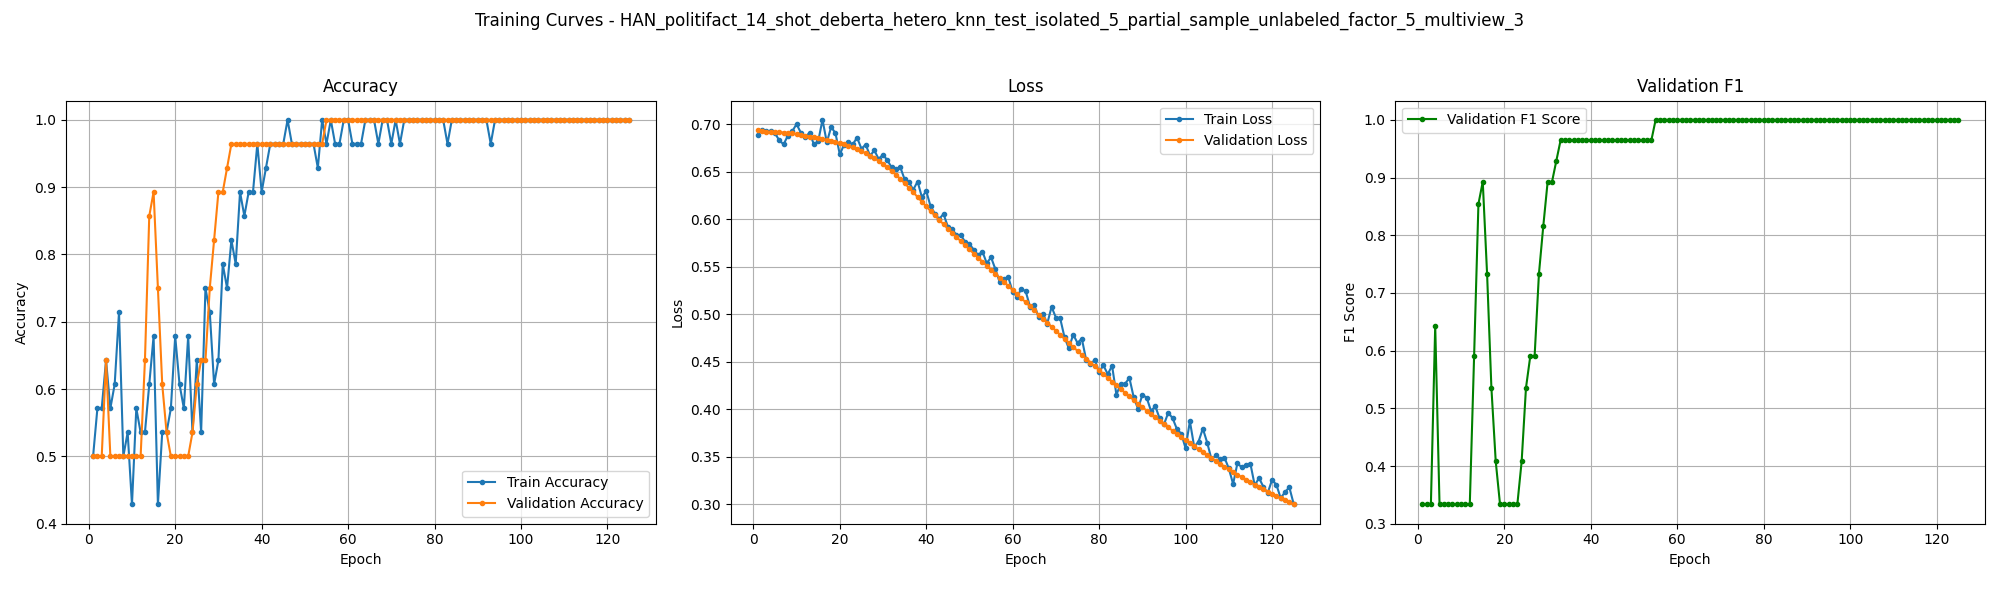 Training Curves - HAN_politifact_14_shot_deberta_hetero_knn_test_isolated_5_partial_sample_unlabeled_factor_5_multiview_3
Accuracy
Accuracy
1.0
0.9
0.8
0.7
0.6
0.5
0.4
Train Accuracy
Validation Accuracy
0 20 40 60 80 100 120
Epoch
Loss
Loss
0.70
0.65
0.60
0.55
0.50
0.45
0.40
0.35
0.30
Train Loss
Validation Loss
0 20 40 60 80 100 120
Epoch
Validation F1
F1 Score
1.0
0.9
0.8
0.7
0.6
0.5
0.4
0.3
Validation F1 Score
0 20 40 60 80 100 120
Epoch